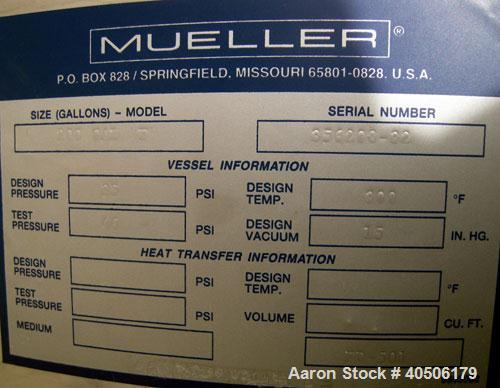 MUELLER®
P.O. BOX 828 / SPRINGFIELD, MISSOURI 65801-0828, U.S.A.
SIZE (GALLONS) – MODEL SERIAL NUMBER
VESSEL INFORMATION
DESIGN PRESSURE PSI DESIGN TEMP. °F
TEST PRESSURE PSI DESIGN VACUUM 15 IN. HG.
HEAT TRANSFER INFORMATION
DESIGN PRESSURE PSI DESIGN TEMP. °F
TEST PRESSURE PSI VOLUME CU. FT.
MEDIUM
Aaron Stock # 40506179